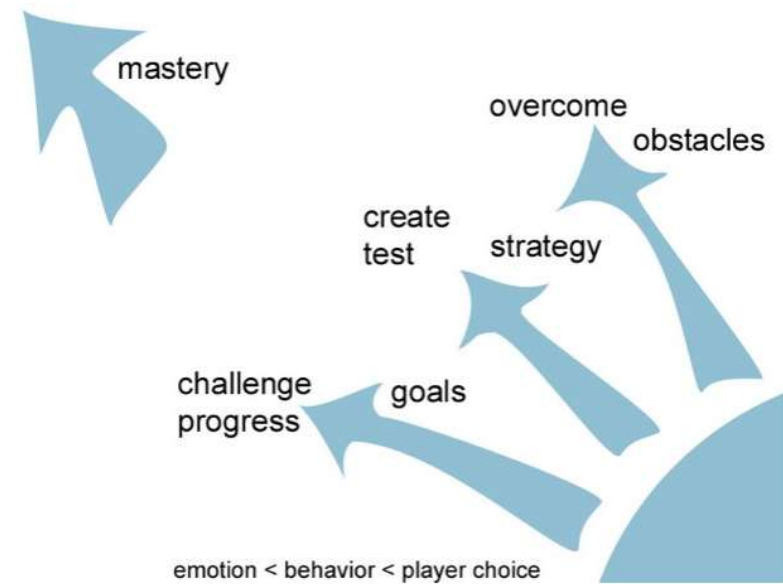 mastery
overcome
obstacles
create
test
strategy
challenge
progress
goals
emotion < behavior < player choice